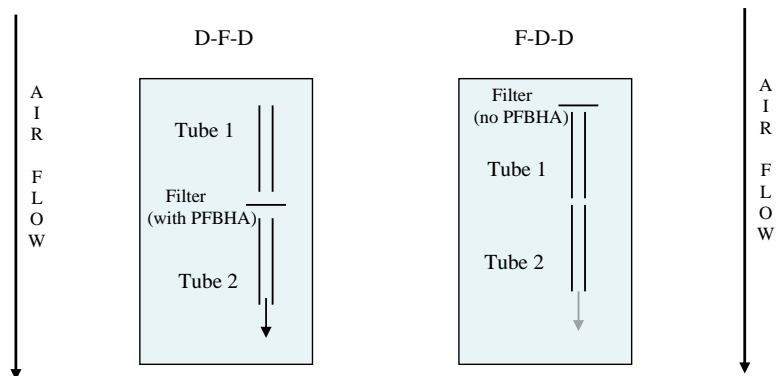 D-F-D
F-D-D
A
I
R
F
L
O
W
Tube 1
Filter
(with PFBHA)
Tube 2
Filter
(no PFBHA)
Tube 1
Tube 2
A
I
R
F
L
O
W